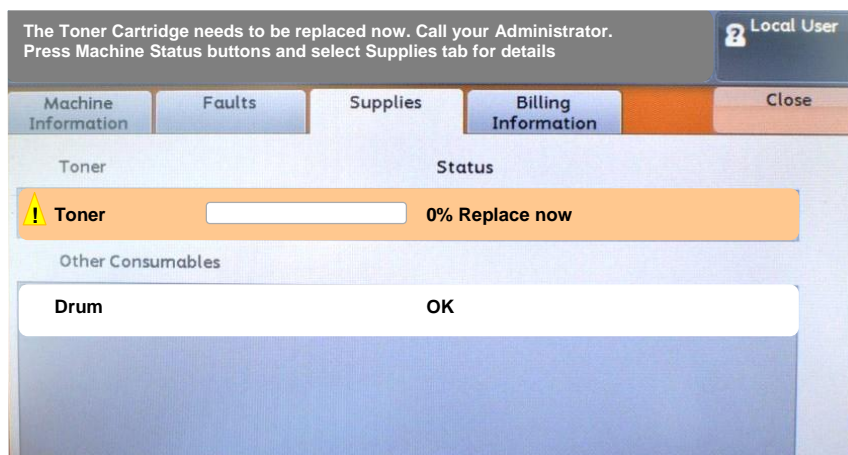 The Toner Cartridge needs to be replaced now. Call your Administrator.
Press Machine Status buttons and select Supplies tab for details
Local User
Machine
Information
Faults
Supplies
Billing
Information
Close
Toner
Status
!
Toner
0% Replace now
Other Consumables
Drum
OK